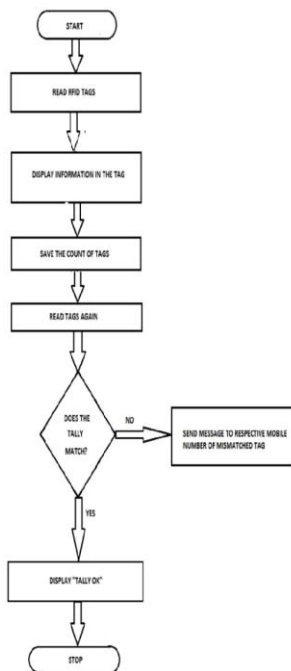 START
READ RFID TAGS
DISPLAY INFORMATION IN THE TAG
SAVE THE COUNT OF TAGS
READ TAGS AGAIN
DOES THE
TALLY
MATCH?
NO
SEND MESSAGE TO RESPECTIVE MOBILE
NUMBER OF MISMATCHED TAG
YES
DISPLAY "TALLY OK"
STOP